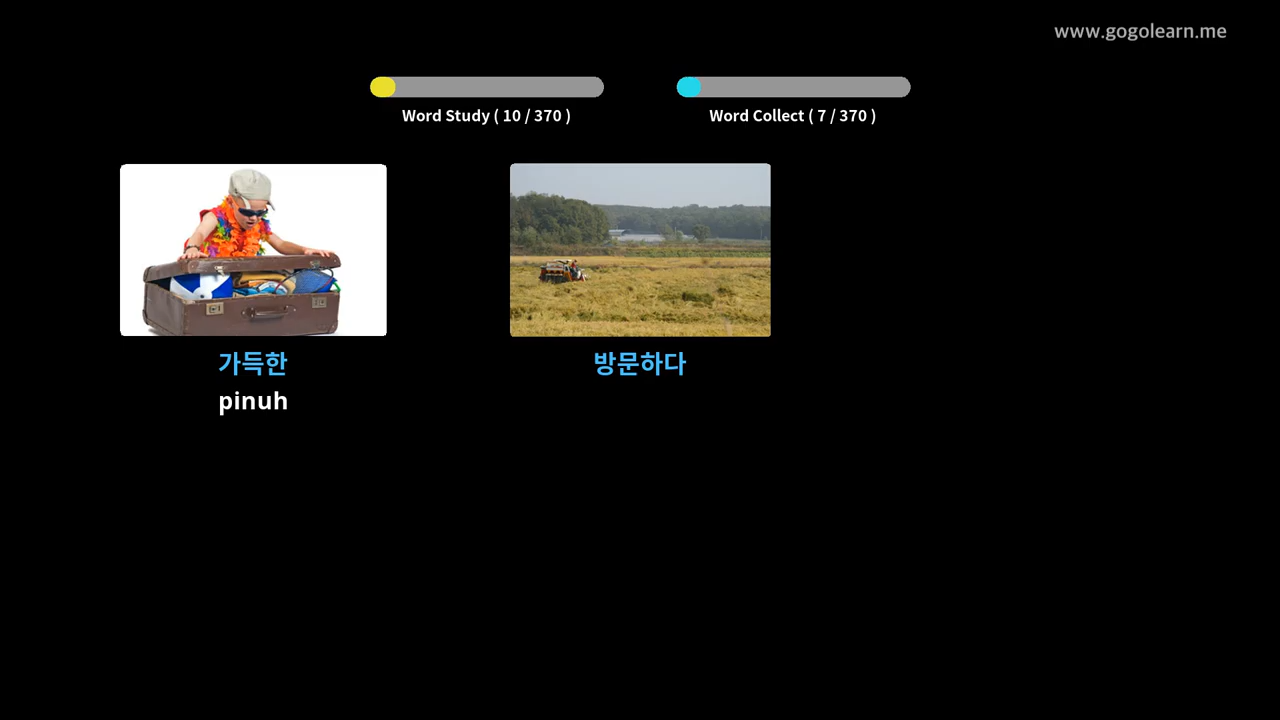 www.gogolearn.me
Word Study ( 10 / 370 )
Word Collect ( 7 / 370 )
가득한
pinuh
방문하다